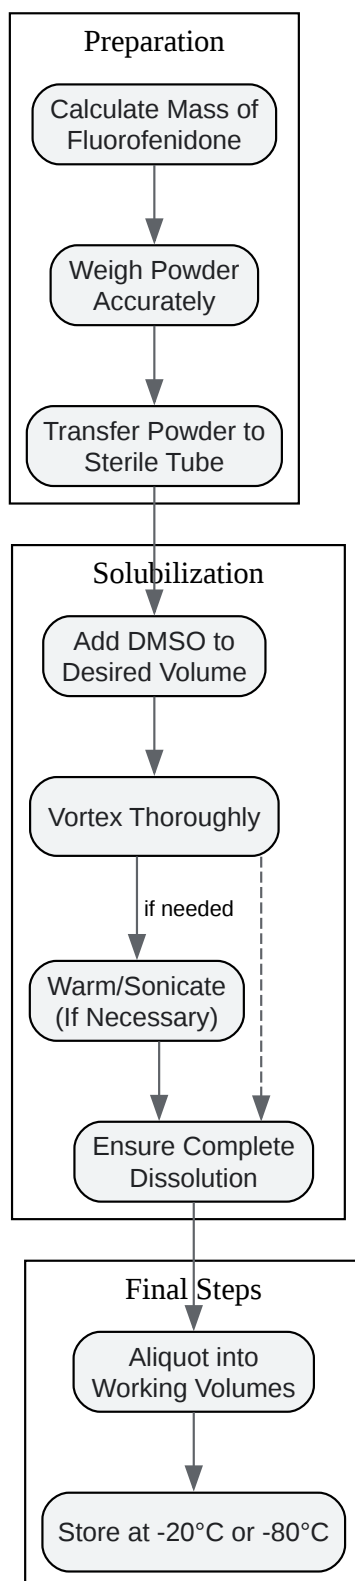 Preparation
Calculate Mass of
Fluorofenidone
Weigh Powder
Accurately
Transfer Powder to
Sterile Tube
Solubilization
Add DMSO to
Desired Volume
Vortex Thoroughly
if needed
Warm/Sonicate
(If Necessary)
Ensure Complete
Dissolution
Final Steps
Aliquot into
Working Volumes
Store at -20°C or -80°C